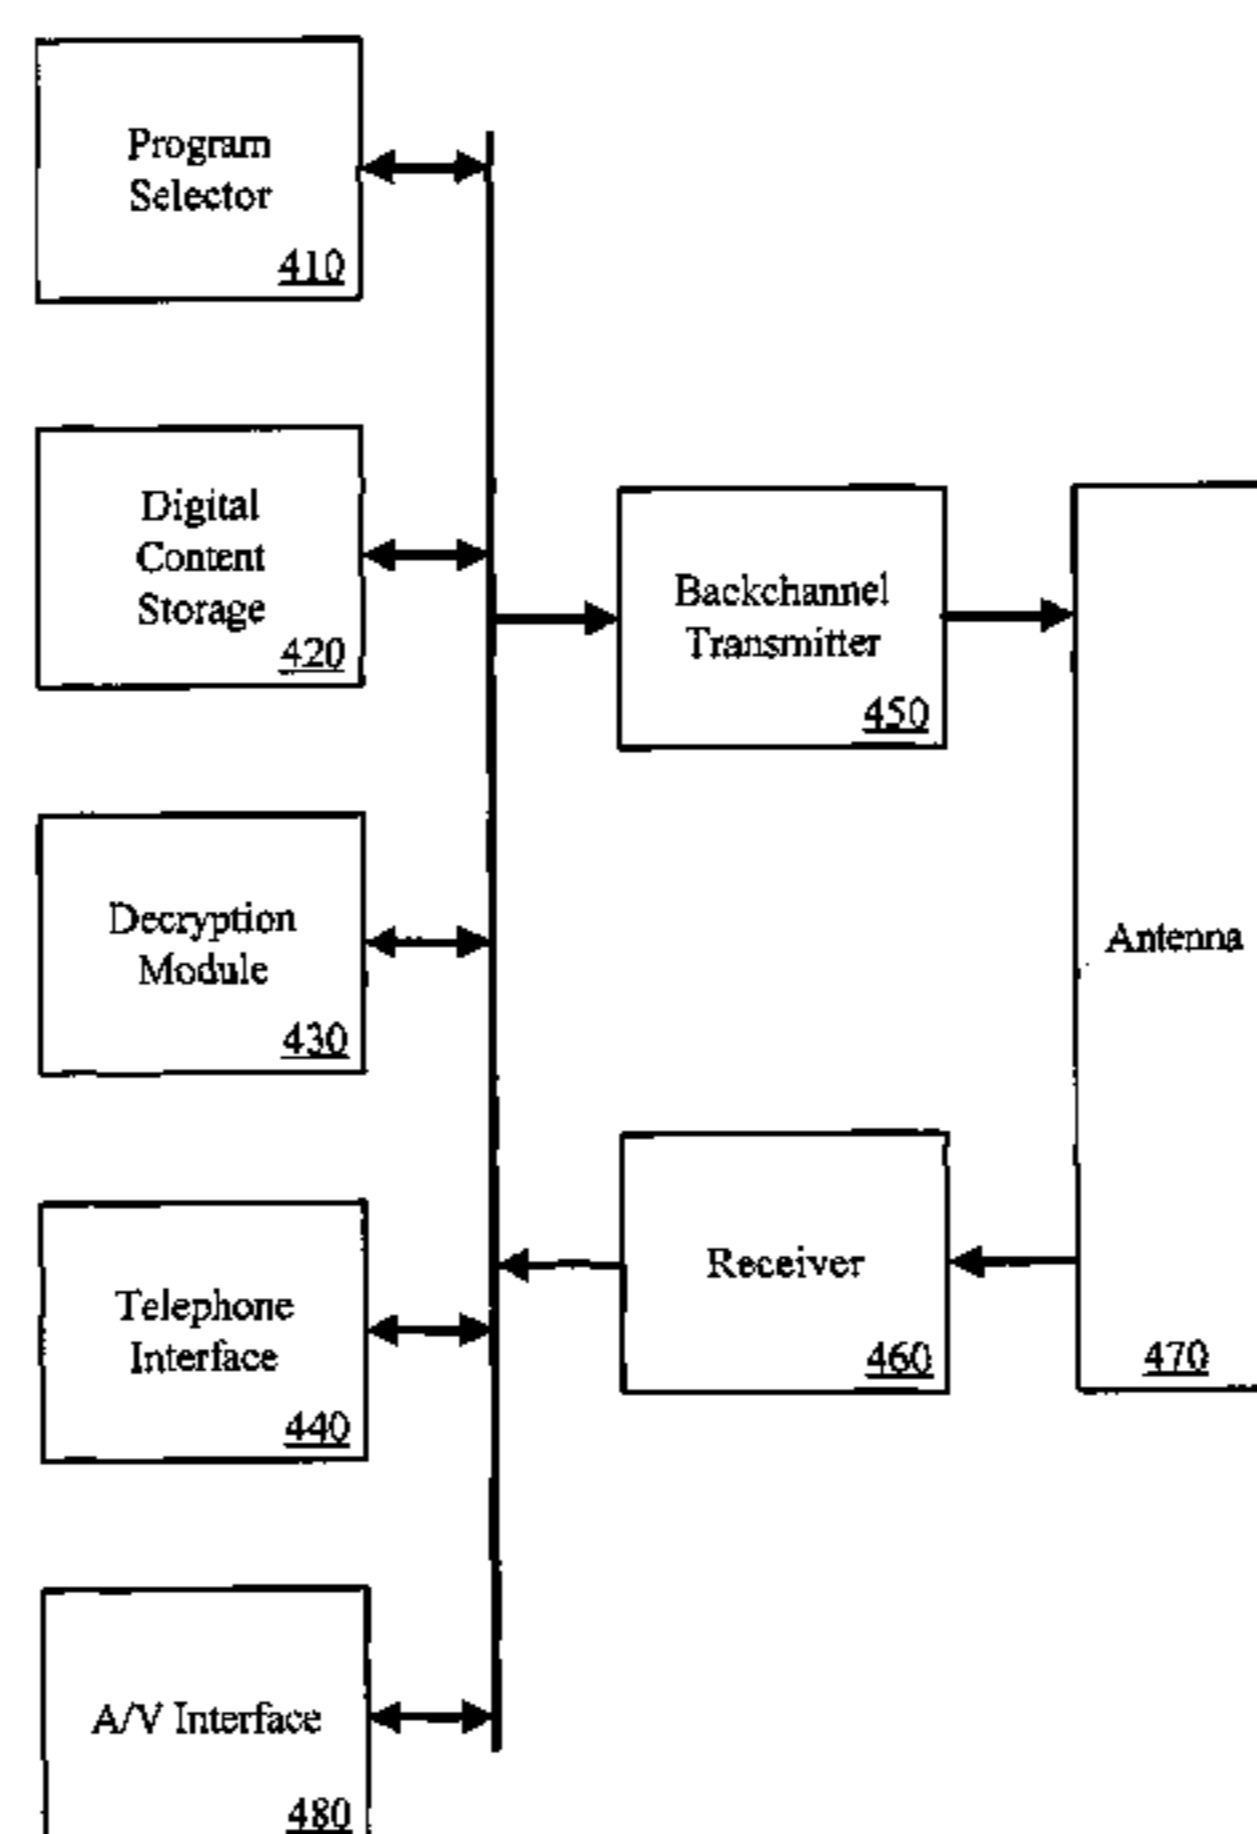 Program
Selector
410
Digital
Content
Storage
420
Backchannel
Transmitter
450
Decryption
Module
430
Antenna
470
Telephone
Interface
440
Receiver
460
A/V Interface
480